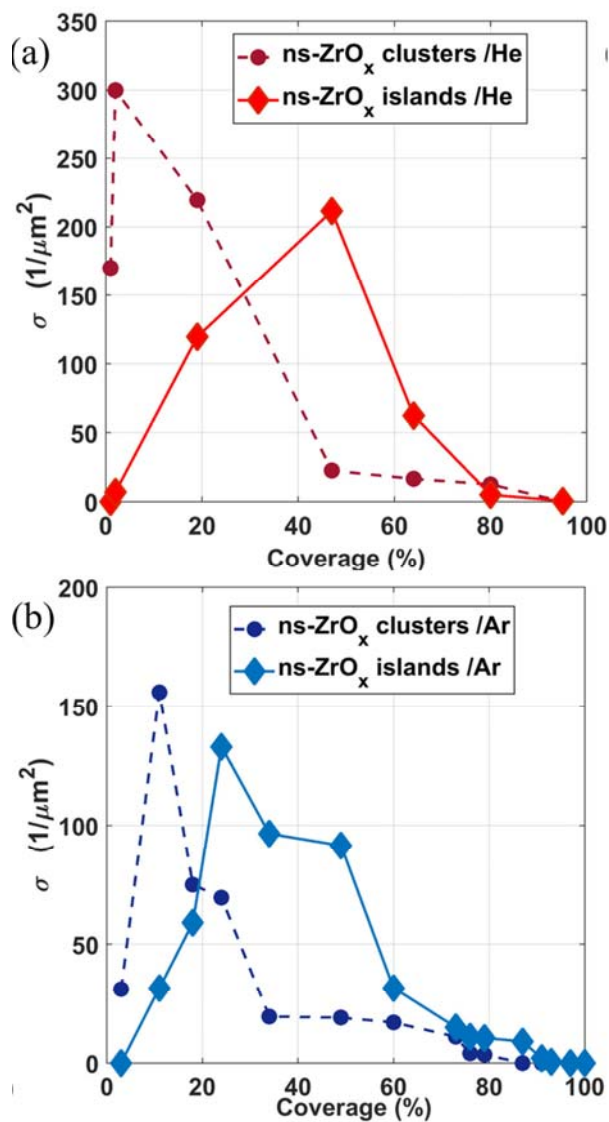 (a)
350
300
250
200
150
100
50
0
σ (1/μm²)
ns-ZrOₓ clusters /He
ns-ZrOₓ islands /He
0 20 40 60 80 100
Coverage (%)
(b)
200
150
100
50
0
σ (1/μm²)
ns-ZrOₓ clusters /Ar
ns-ZrOₓ islands /Ar
0 20 40 60 80 100
Coverage (%)